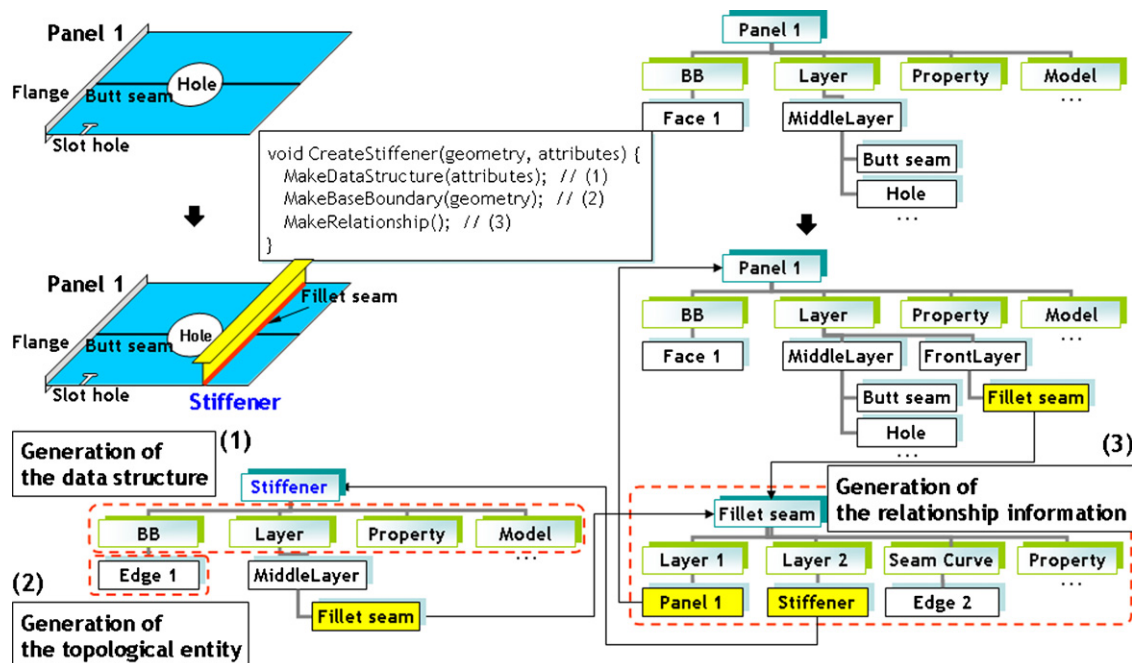 Panel 1
Flange
Butt seam
Hole
Slot hole
void CreateStiffener(geometry, attributes) {
MakeDataStructure(attributes); // (1)
MakeBaseBoundary(geometry); // (2)
MakeRelationship(); // (3)
}
Panel 1
Flange
Butt seam
Hole
Fillet seam
Slot hole
Stiffener
Panel 1
BB
Layer
Property
Model
...
Face 1
MiddleLayer
Butt seam
Hole
...
Panel 1
BB
Layer
Property
Model
...
Face 1
MiddleLayer
FrontLayer
Butt seam
Fillet seam
Hole
...
(1)
Generation of
the data structure
Stiffener
BB
Layer
Property
Model
...
Edge 1
MiddleLayer
Fillet seam
(2)
Generation of
the topological entity
(3)
Generation of
the relationship information
Fillet seam
Layer 1
Layer 2
Seam Curve
Property
...
Panel 1
Stiffener
Edge 2